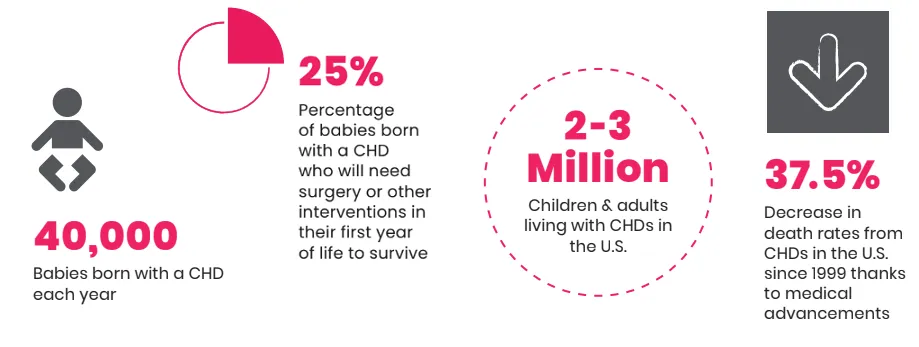 40,000
Babies born with a CHD
each year
25%
Percentage
of babies born
with a CHD
who will need
surgery or other
interventions in
their first year
of life to survive
2-3
Million
Children & adults
living with CHDs in
the U.S.
37.5%
Decrease in
death rates from
CHDs in the U.S.
since 1999 thanks
to medical
advancements